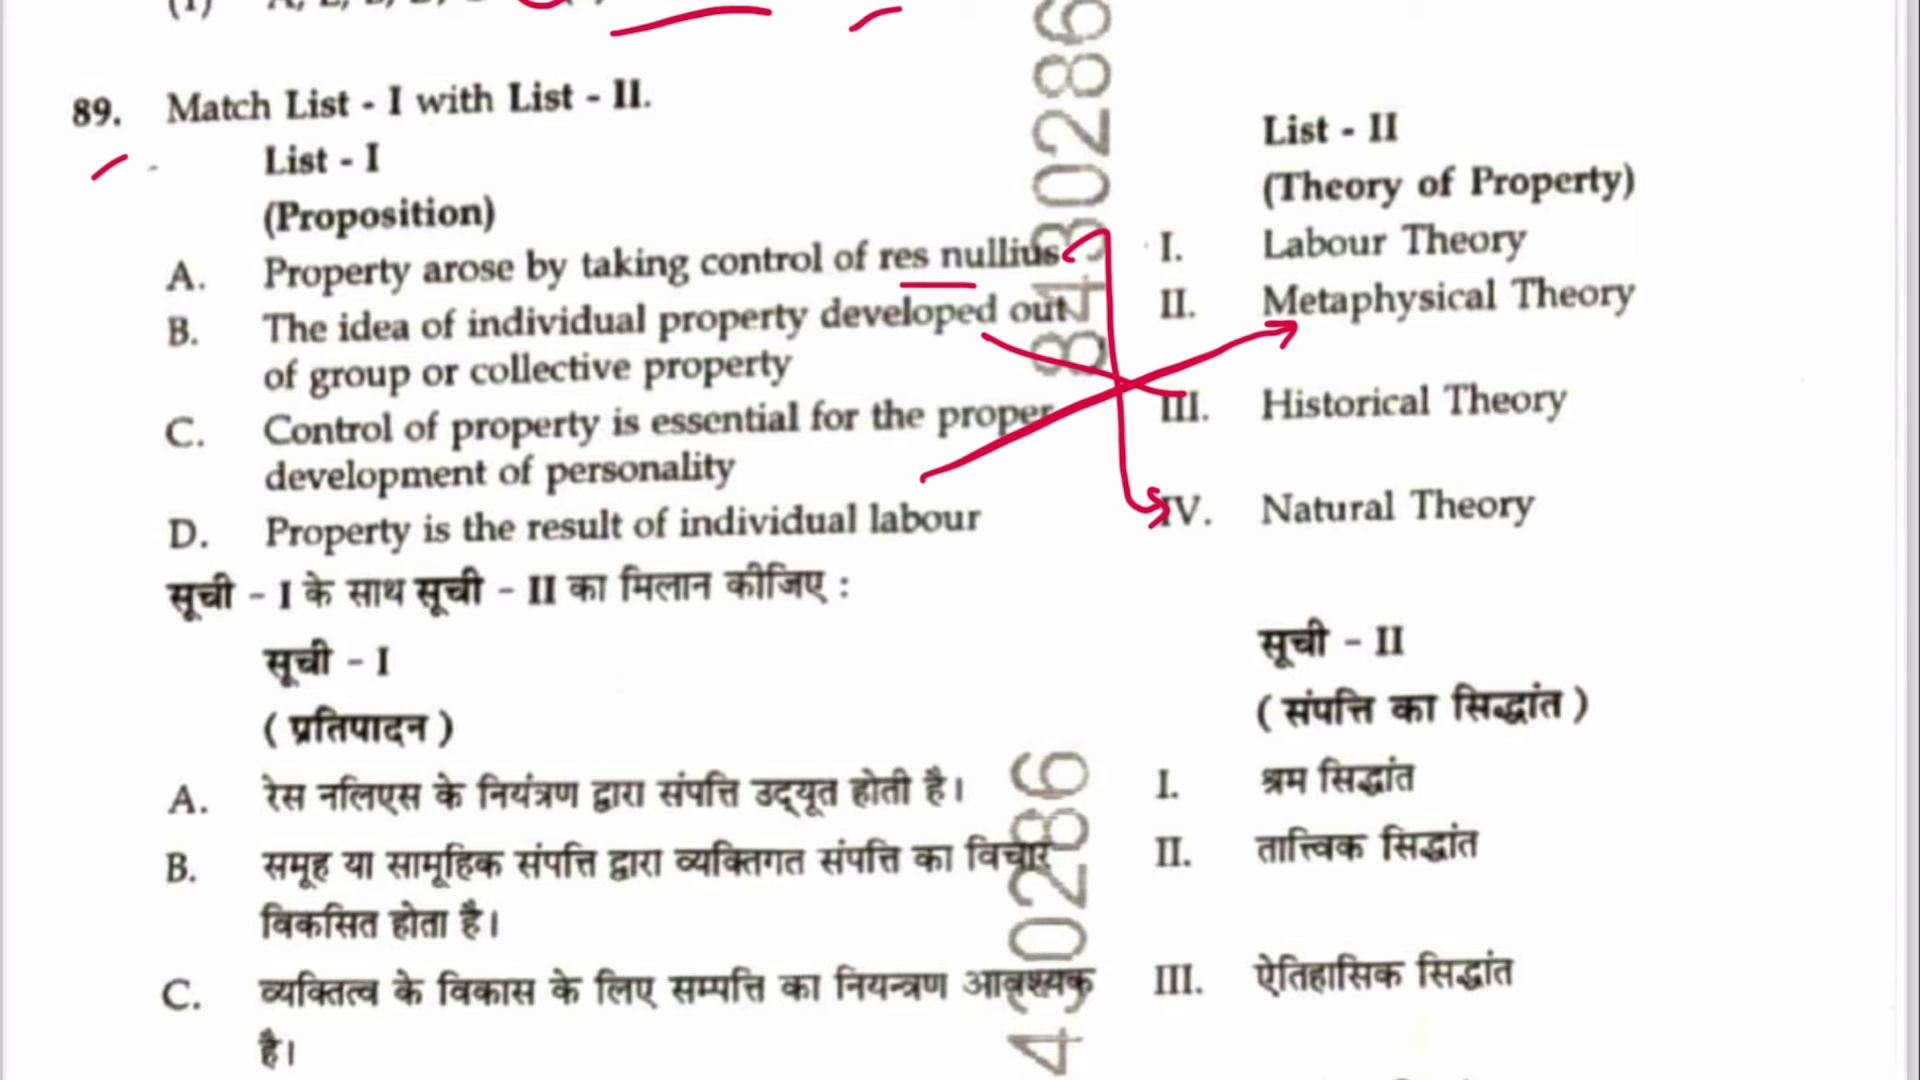 89. Match List - I with List - II.
List - I
(Proposition)
A. Property arose by taking control of res nullius
B. The idea of individual property developed out
of group or collective property
C. Control of property is essential for the proper
development of personality
D. Property is the result of individual labour
List - II
(Theory of Property)
I. Labour Theory
II. Metaphysical Theory
III. Historical Theory
IV. Natural Theory
सूची - I के साथ सूची - II का मिलान कीजिए :
सूची - I
( प्रतिपादन )
A. रेस नलिएस के नियंत्रण द्वारा संपत्ति उद्‌यूत होती है।
B. समूह या सामूहिक संपत्ति द्वारा व्यक्तिगत संपत्ति का विचार
विकसित होता है।
C. व्यक्तित्व के विकास के लिए सम्पत्ति का नियन्त्रण आवश्यक
है।
सूची - II
( संपत्ति का सिद्धांत )
I. श्रम सिद्धांत
II. तात्त्विक सिद्धांत
III. ऐतिहासिक सिद्धांत
84300286
430286